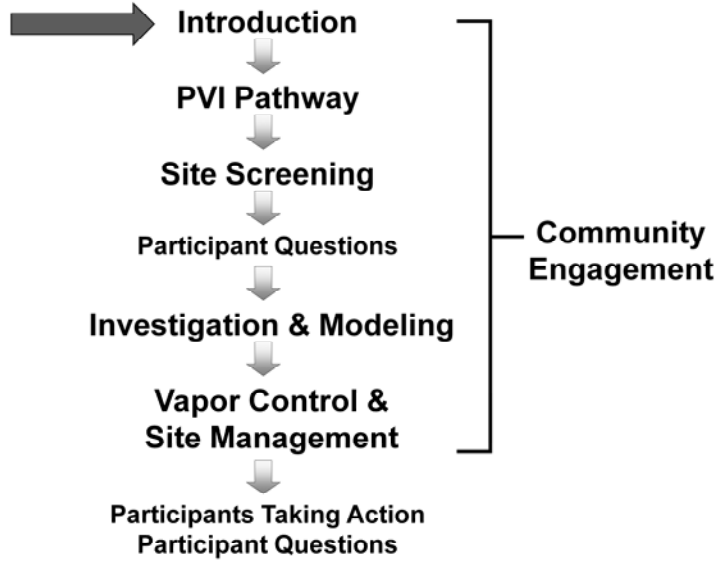 Introduction
PVI Pathway
Site Screening
Participant Questions
Investigation & Modeling
Vapor Control &
Site Management
Participants Taking Action
Participant Questions
Community
Engagement